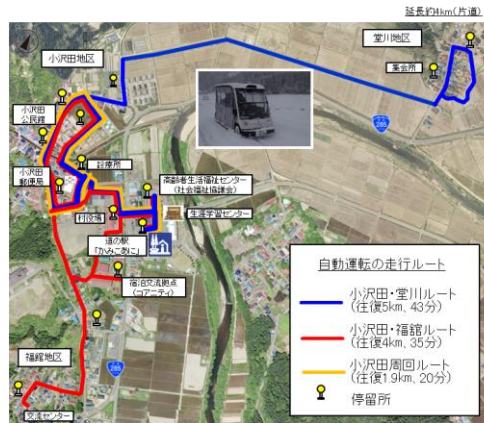 延長約4km(片道)
堂川地区
小沢田地区
集会所
285
小沢田
公民館
診療所
小沢田
郵便局
高齢者生活福祉センター
(社会福祉協議会)
村役場
生涯学習センター
道の駅
「かみこあに」
宿泊交流拠点
(コアニティ)
福舘地区
285
交流センター
自動運転の走行ルート
小沢田・堂川ルート
(往復5km、43分)
小沢田・福舘ルート
(往復4km、35分)
小沢田周回ルート
(往復1.9km、20分)
停留所